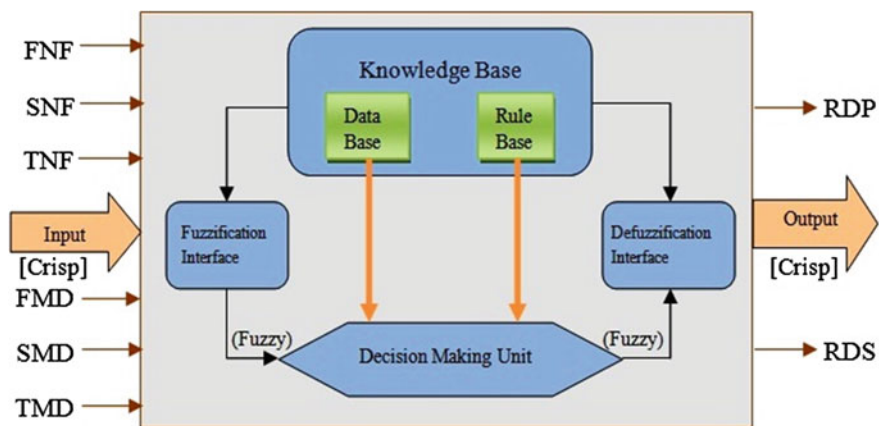 FNF
SNF
TNF
Input
[Crisp]
FMD
SMD
TMD
Knowledge Base
Data
Base
Rule
Base
Fuzzification
Interface
Defuzzification
Interface
(Fuzzy)
Decision Making Unit
(Fuzzy)
RDP
Output
[Crisp]
RDS